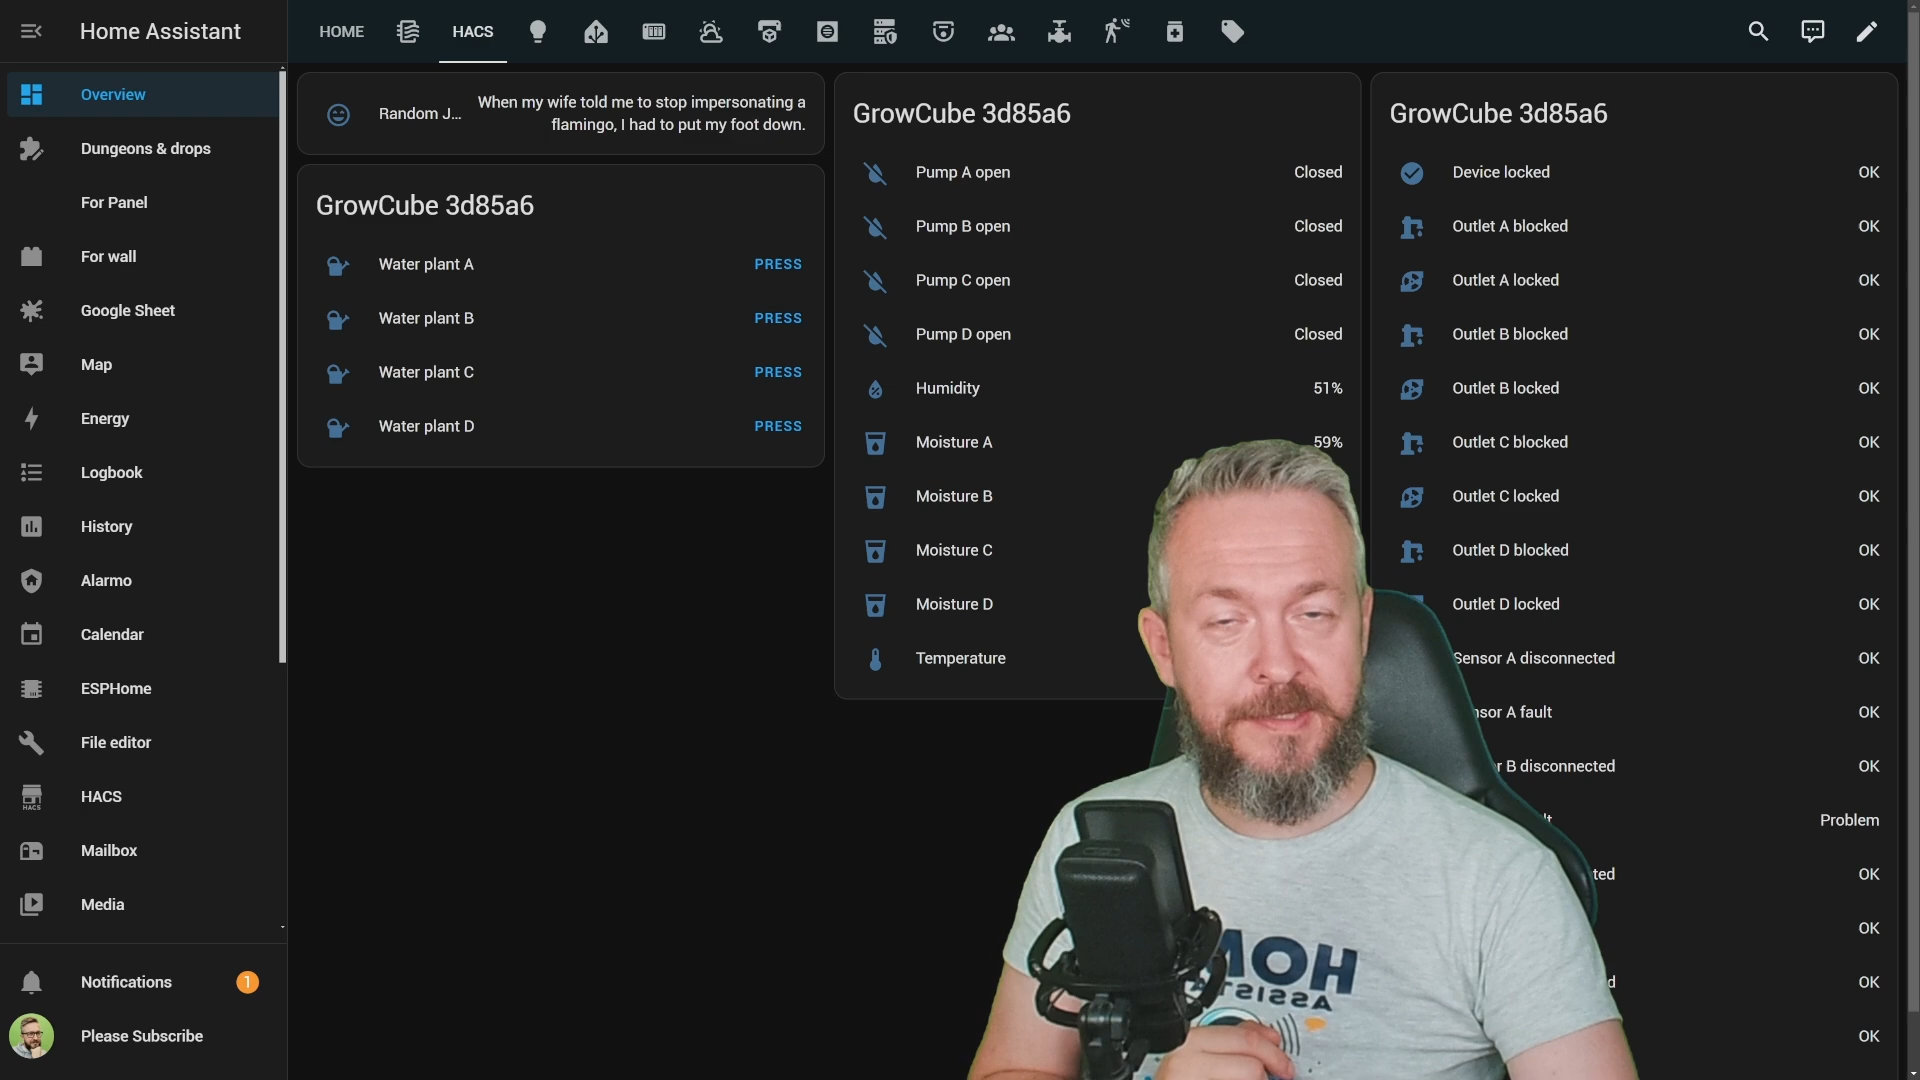 Home Assistant
HOME
HACS
Overview
Dungeons & drops
For Panel
For wall
Google Sheet
Map
Energy
Logbook
History
Alarmo
Calendar
ESPHome
File editor
HACS
HACS
Mailbox
Media
Notifications
1
Please Subscribe
Random J...
When my wife told me to stop impersonating a
flamingo, I had to put my foot down.
GrowCube 3d85a6
Water plant A PRESS
Water plant B PRESS
Water plant C PRESS
Water plant D PRESS
GrowCube 3d85a6
Pump A open Closed
Pump B open Closed
Pump C open Closed
Pump D open Closed
Humidity 51%
Moisture A 59%
Moisture B
Moisture C
Moisture D
Temperature
GrowCube 3d85a6
Device locked OK
Outlet A blocked OK
Outlet A locked OK
Outlet B blocked OK
Outlet B locked OK
Outlet C blocked OK
Outlet C locked OK
Outlet D blocked OK
Outlet D locked OK
Sensor A disconnected OK
A fault OK
B disconnected OK
Problem
OK
OK
OK
OK
HOM
ASSISTA